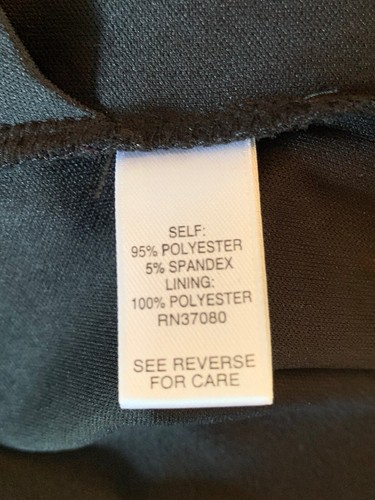 SELF:
95% POLYESTER
5% SPANDEX
LINING:
100% POLYESTER
RN37080
SEE REVERSE
FOR CARE